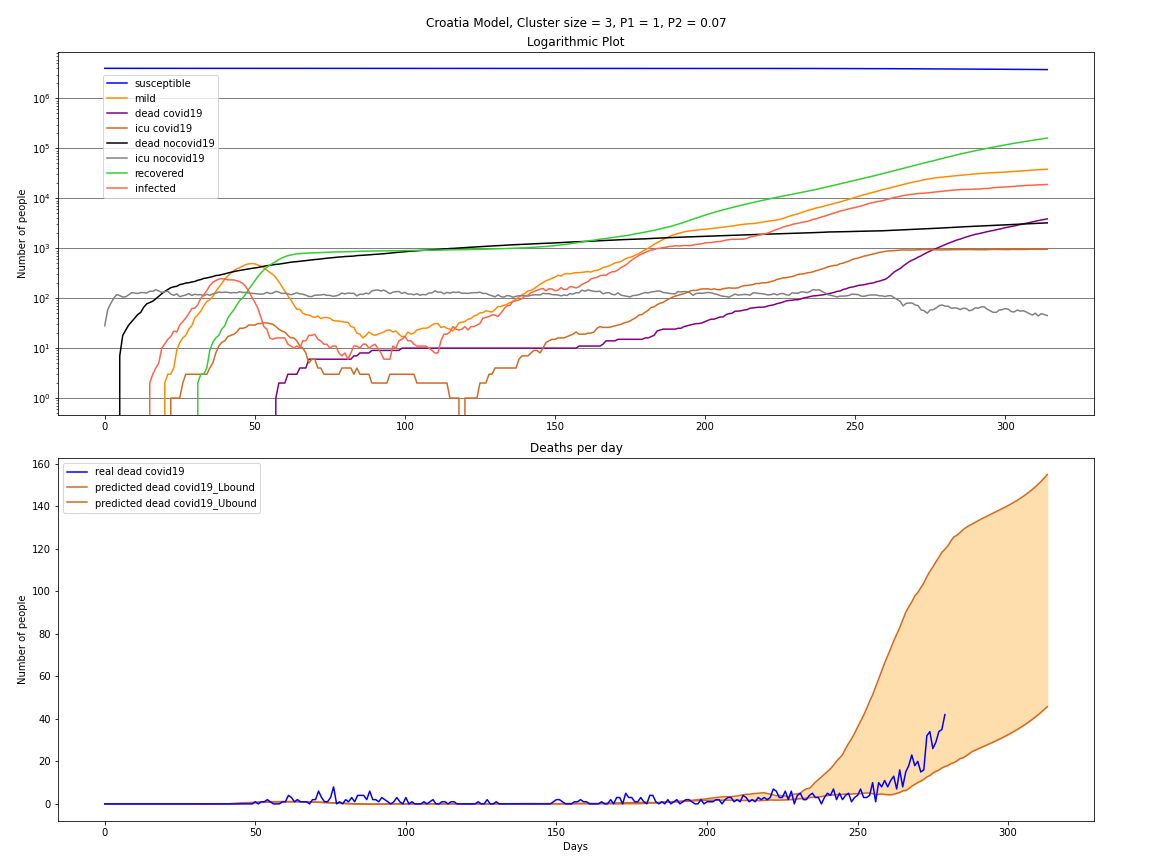 Croatia Model, Cluster size = 3, P1 = 1, P2 = 0.07
Logarithmic Plot
Number of people
10⁶
10⁵
10⁴
10³
10²
10¹
10⁰
susceptible
mild
dead covid19
icu covid19
dead nocovid19
icu nocovid19
recovered
infected
0 50 100 150 200 250 300
Deaths per day
Number of people
160
140
120
100
80
60
40
20
0
real dead covid19
predicted dead covid19_Lbound
predicted dead covid19_Ubound
0 50 100 150 200 250 300
Days